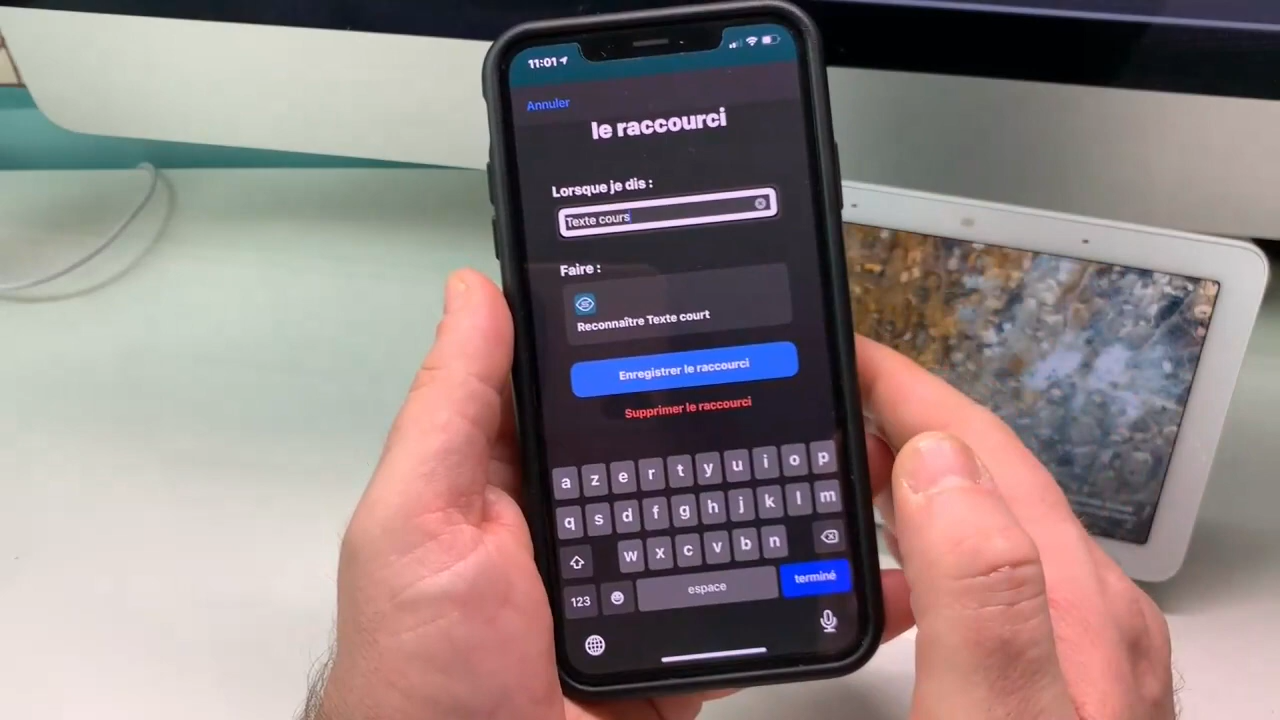 11:01
Annuler
le raccourci
Lorsque je dis :
Texte cours
Faire :
Reconnaître Texte court
Enregistrer le raccourci
Supprimer le raccourci
a z e r t y u i o p
q s d f g h j k l m
w x c v b n
123 espace terminé